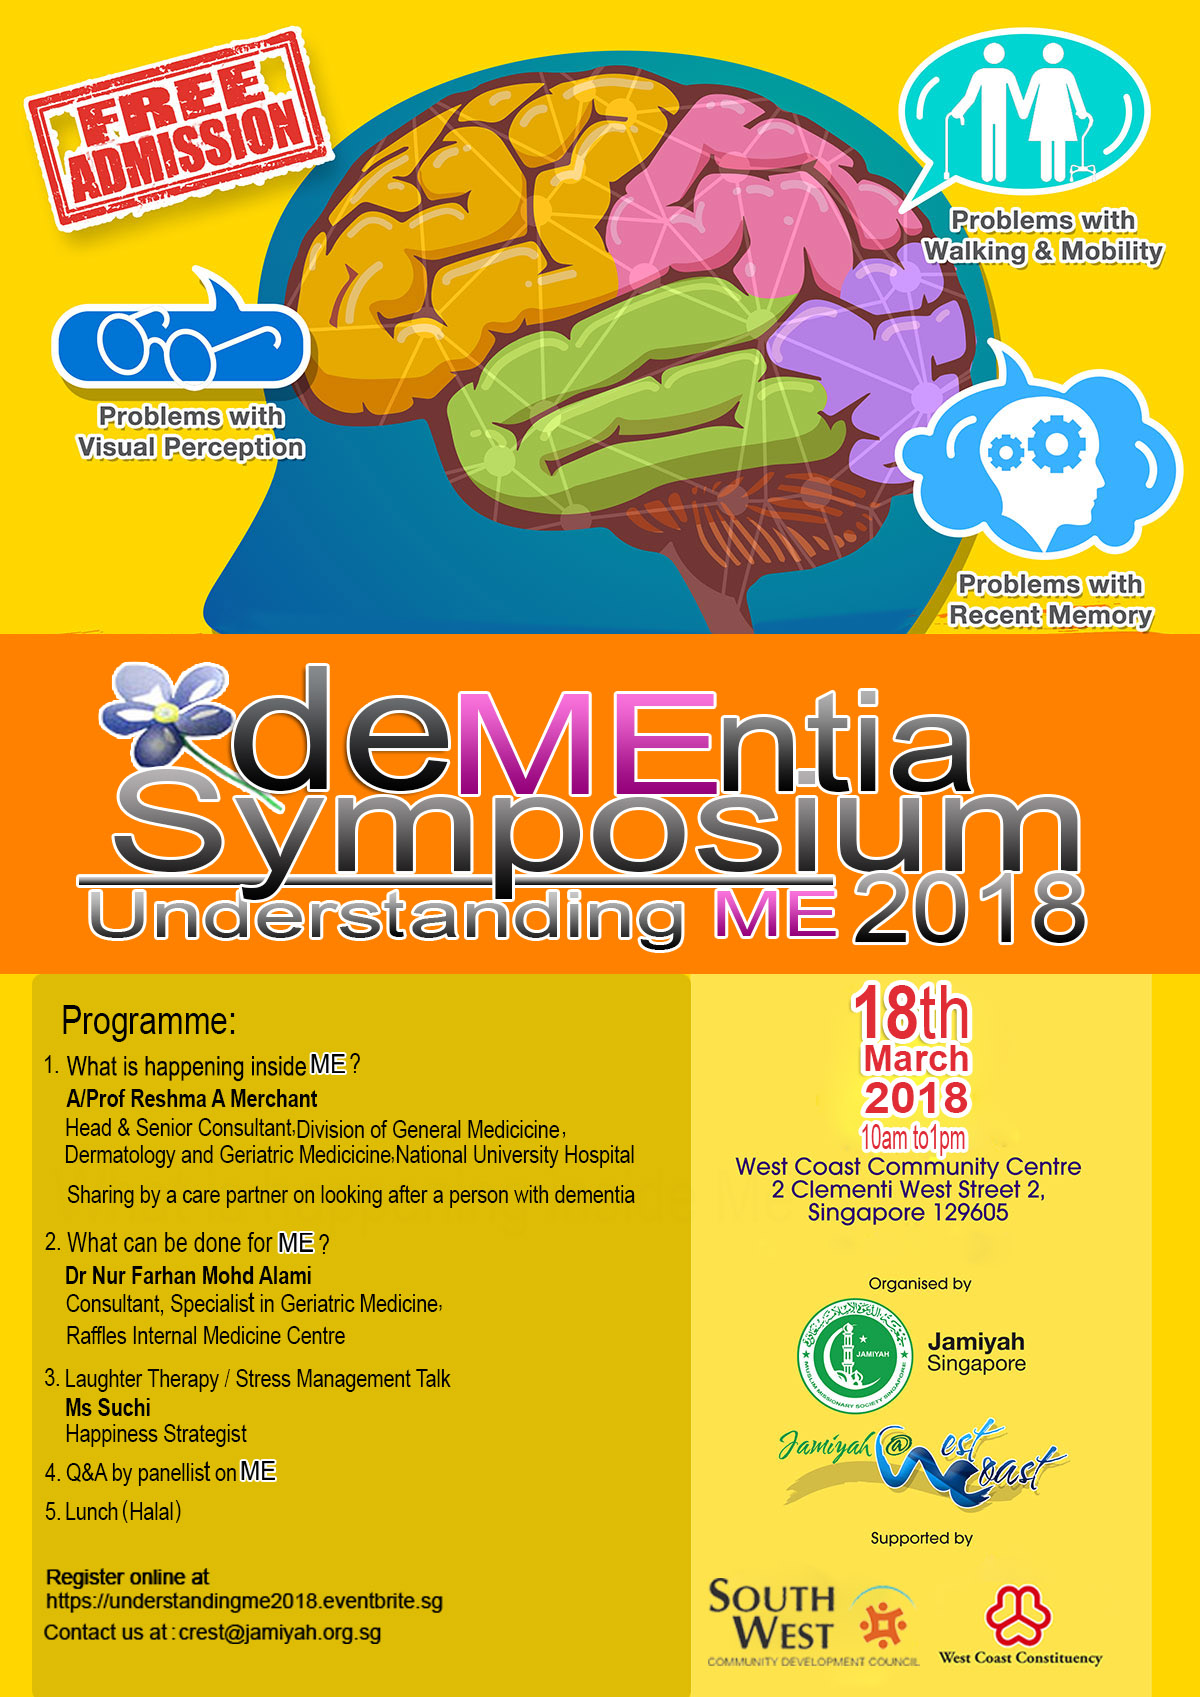 FREE
ADMISSION
Problems with
Walking & Mobility
Problems with
Visual Perception
Problems with
Recent Memory
deMEntia
Symposium
Understanding ME 2018
Programme:
1. What is happening inside ME?
A/Prof Reshma A Merchant
Head & Senior Consultant, Division of General Medicicine,
Dermatology and Geriatric Medicicine, National University Hospital
Sharing by a care partner on looking after a person with dementia
2. What can be done for ME ?
Dr Nur Farhan Mohd Alami
Consultant, Specialist in Geriatric Medicine,
Raffles Internal Medicine Centre
3. Laughter Therapy / Stress Management Talk
Ms Suchi
Happiness Strategist
4. Q&A by panellist on ME
5. Lunch (Halal)
Register online at
https://understandingme2018.eventbrite.sg
Contact us at : crest@jamiyah.org.sg
18th
March
2018
10am to1pm
West Coast Community Centre
2 Clementi West Street 2,
Singapore 129605
Organised by
JAMIYAH
MUSLIM MISSIONARY SOCIETY SINGAPORE
Jamiyah
Singapore
Jamiyah@West Coast
Supported by
SOUTH
WEST
COMMUNITY DEVELOPMENT COUNCIL
West Coast Constituency